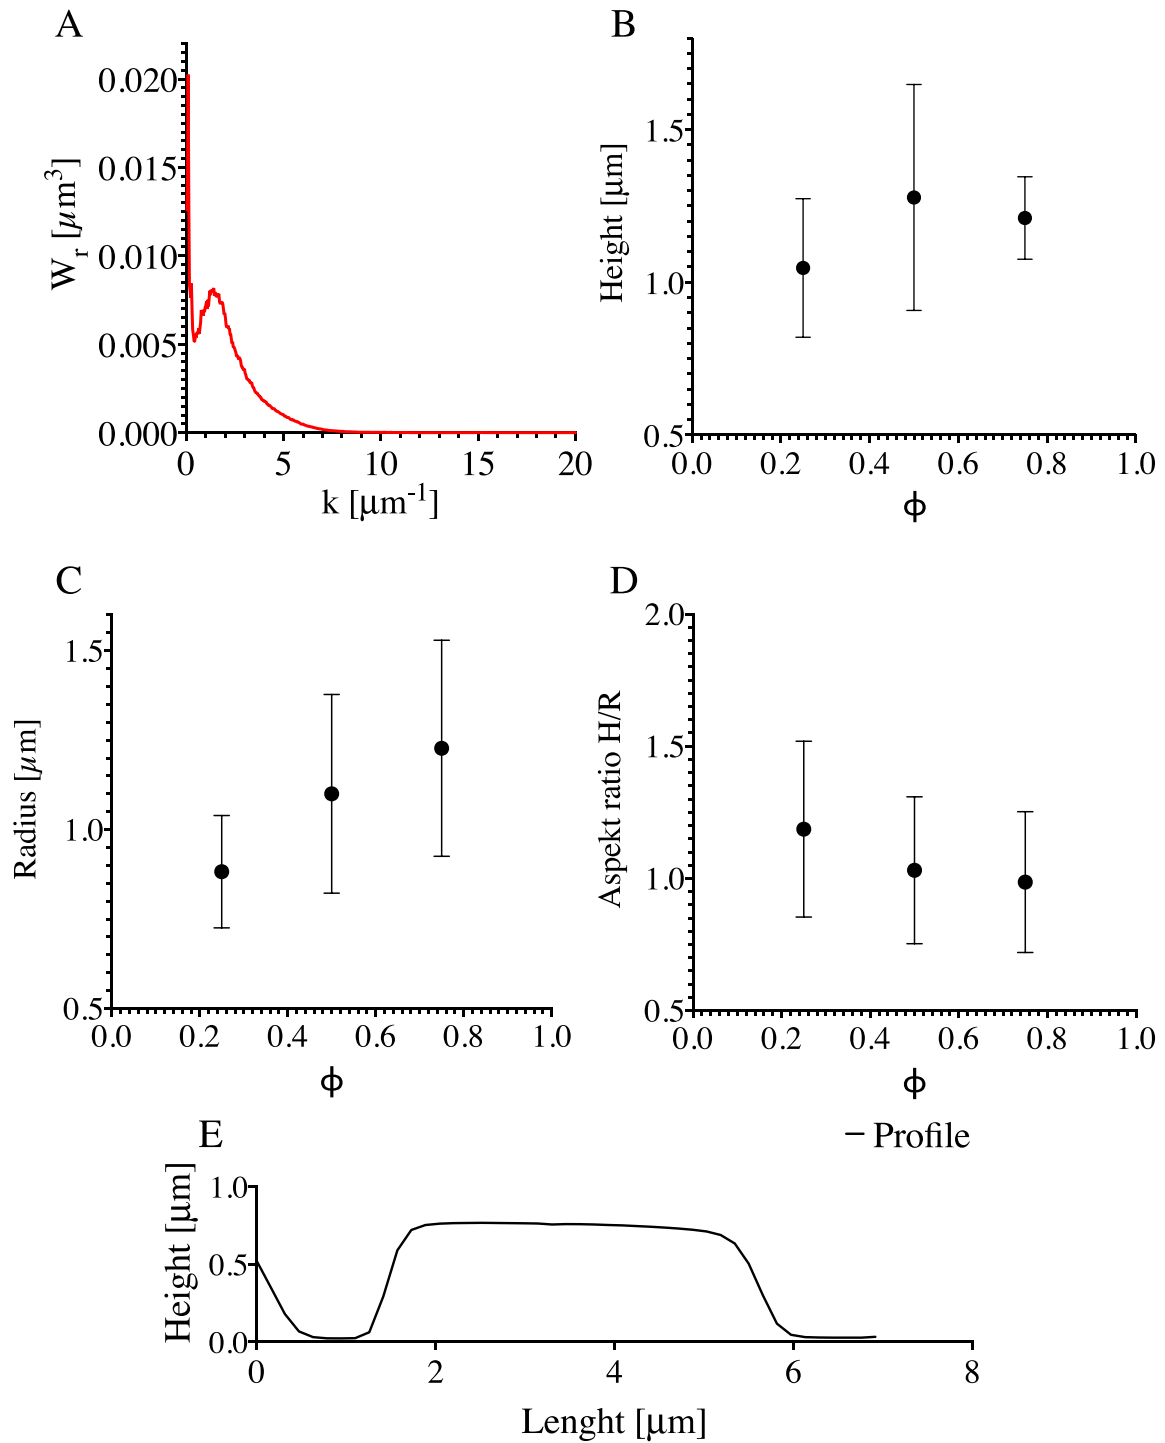 A
0.020
0.015
0.010
0.005
0.000
W_r [µm³]
0 5 10 15 20
k [µm⁻¹]
B
1.5
1.0
0.5
Height [µm]
0.0 0.2 0.4 0.6 0.8 1.0
ϕ
C
1.5
1.0
0.5
Radius [µm]
0.0 0.2 0.4 0.6 0.8 1.0
ϕ
D
2.0
1.5
1.0
0.5
Aspekt ratio H/R
0.0 0.2 0.4 0.6 0.8 1.0
ϕ
E
– Profile
1.0
0.5
0.0
Height [µm]
0 2 4 6 8
Lenght [µm]